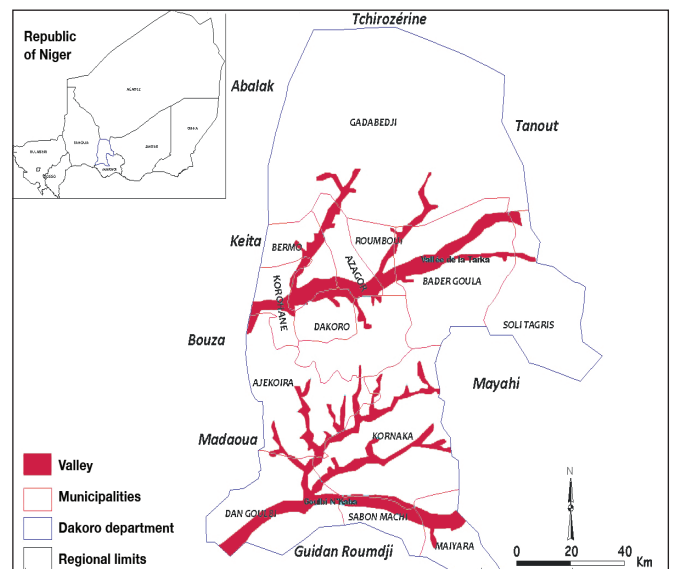 Republic
of Niger
Tchirozérine
Abalak
GADABEDJI
Tanout
Keita
BERMO
ROUMBOUI
Vallée de la Tarka
AZAGOR
BADER GOULA
KOROHANE
DAKORO
SOLI TAGRIS
Bouza
AJEKOIRA
Mayahi
Madaoua
KORNAKA
Valley
Municipalities
Dakoro department
Regional limits
DAN GOULBI
SABON MACHI
MAIYARA
Guidan Roumdji
N
0 20 40 Km